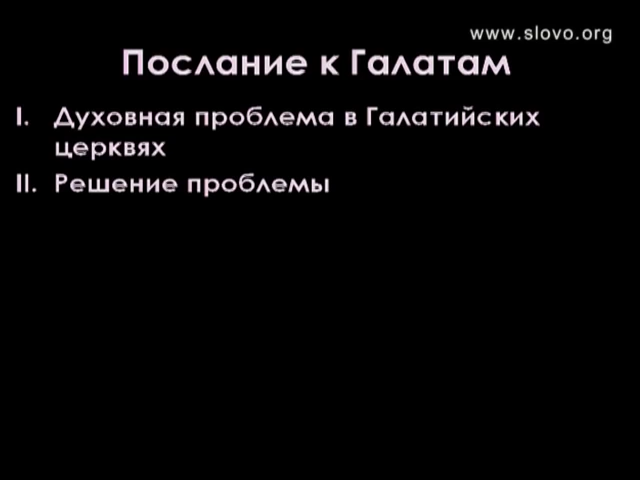 www.slovo.org
Послание к Галатам
I. Духовная проблема в Галатийских
церквях
II. Решение проблемы